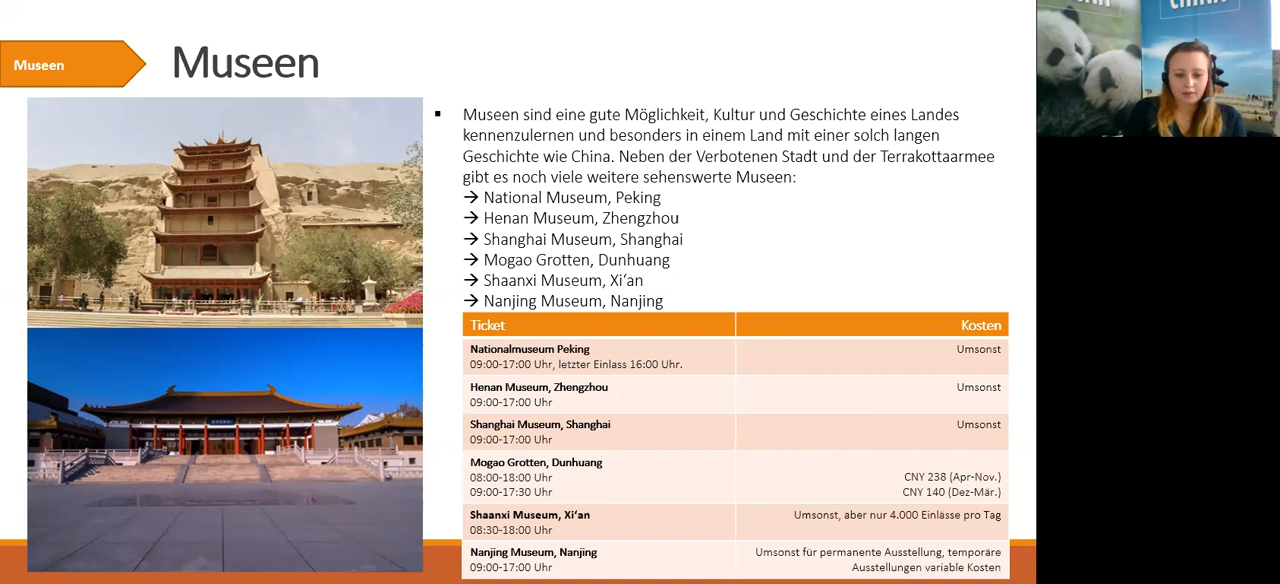 Museen
Museen
CHINA
▪ Museen sind eine gute Möglichkeit, Kultur und Geschichte eines Landes
kennenzulernen und besonders in einem Land mit einer solch langen
Geschichte wie China. Neben der Verbotenen Stadt und der Terrakottaarmee
gibt es noch viele weitere sehenswerte Museen:
→ National Museum, Peking
→ Henan Museum, Zhengzhou
→ Shanghai Museum, Shanghai
→ Mogao Grotten, Dunhuang
→ Shaanxi Museum, Xi‘an
→ Nanjing Museum, Nanjing
Ticket Kosten
Nationalmuseum Peking Umsonst
09:00-17:00 Uhr, letzter Einlass 16:00 Uhr.
Henan Museum, Zhengzhou Umsonst
09:00-17:00 Uhr
Shanghai Museum, Shanghai Umsonst
09:00-17:00 Uhr
Mogao Grotten, Dunhuang
08:00-18:00 Uhr CNY 238 (Apr-Nov.)
09:00-17:30 Uhr CNY 140 (Dez-Mär.)
Shaanxi Museum, Xi‘an Umsonst, aber nur 4.000 Einlässe pro Tag
08:30-18:00 Uhr
Nanjing Museum, Nanjing Umsonst für permanente Ausstellung, temporäre
09:00-17:00 Uhr Ausstellungen variable Kosten